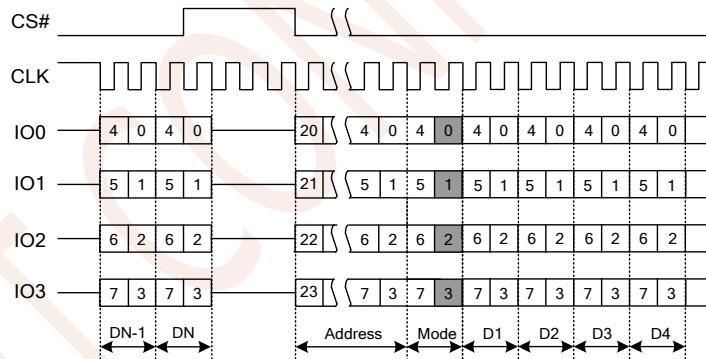 CS#
CLK
IO0 4 0 4 0 20 4 0 4 0 4 0 4 0 4 0 4 0
IO1 5 1 5 1 21 5 1 5 1 5 1 5 1 5 1 5 1
IO2 6 2 6 2 22 6 2 6 2 6 2 6 2 6 2 6 2
IO3 7 3 7 3 23 7 3 7 3 7 3 7 3 7 3 7 3
DN-1 DN Address Mode D1 D2 D3 D4